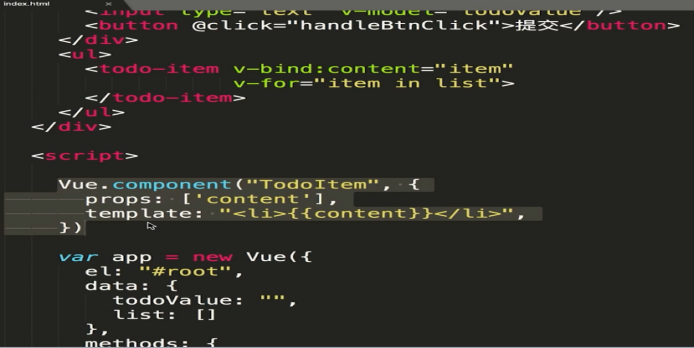 index.html
<input type="text" v-model="todoValue"/>
<button @click="handleBtnClick">提交</button>
</div>
<ul>
<todo-item v-bind:content="item"
v-for="item in list">
</todo-item>
</ul>
</div>
<script>
Vue.component("TodoItem", {
props: ['content'],
template: "<li>{{content}}</li>",
})
var app = new Vue({
el: "#root",
data: {
todoValue: "",
list: []
},
methods: {